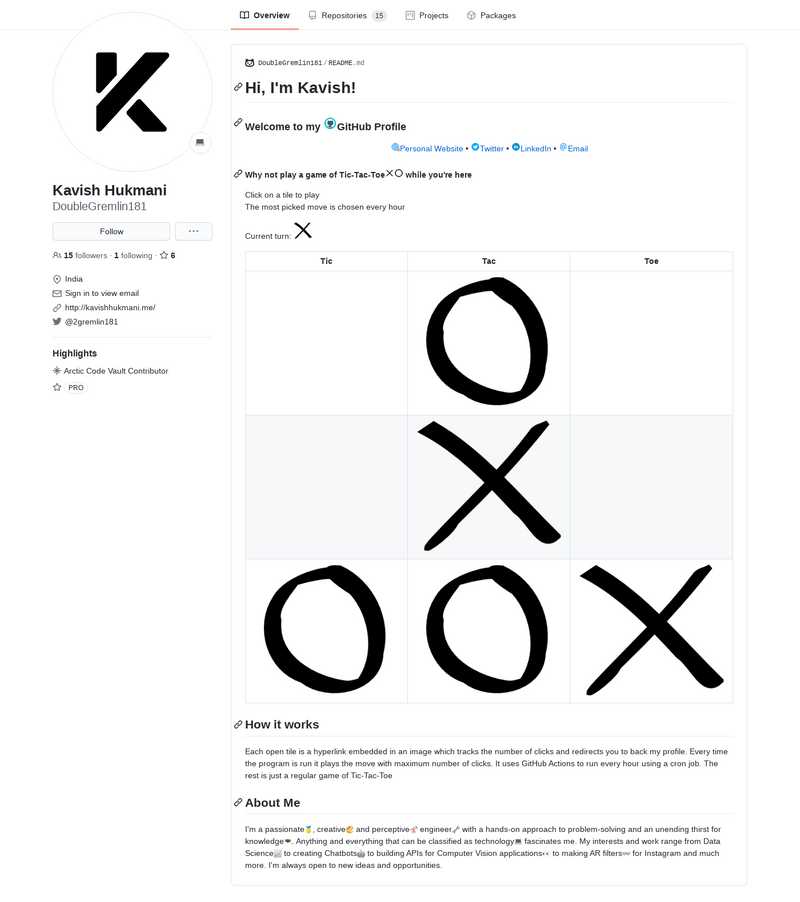 Overview Repositories 15 Projects Packages
Kavish Hukmani
DoubleGremlin181
Follow ...
15 followers · 1 following · 6
India
Sign in to view email
http://kavishhukmani.me/
@2gremlin181
Highlights
Arctic Code Vault Contributor
PRO
DoubleGremlin181 / README.md
Hi, I'm Kavish!
Welcome to my GitHub Profile
Personal Website • Twitter • LinkedIn • Email
Why not play a game of Tic-Tac-Toe while you're here
Click on a tile to play
The most picked move is chosen every hour
Current turn:
Tic Tac Toe
How it works
Each open tile is a hyperlink embedded in an image which tracks the number of clicks and redirects you to back my profile. Every time
the program is run it plays the move with maximum number of clicks. It uses GitHub Actions to run every hour using a cron job. The
rest is just a regular game of Tic-Tac-Toe
About Me
I'm a passionate, creative and perceptive engineer with a hands-on approach to problem-solving and an unending thirst for
knowledge. Anything and everything that can be classified as technology fascinates me. My interests and work range from Data
Science to creating Chatbots to building APIs for Computer Vision applications to making AR filters for Instagram and much
more. I'm always open to new ideas and opportunities.